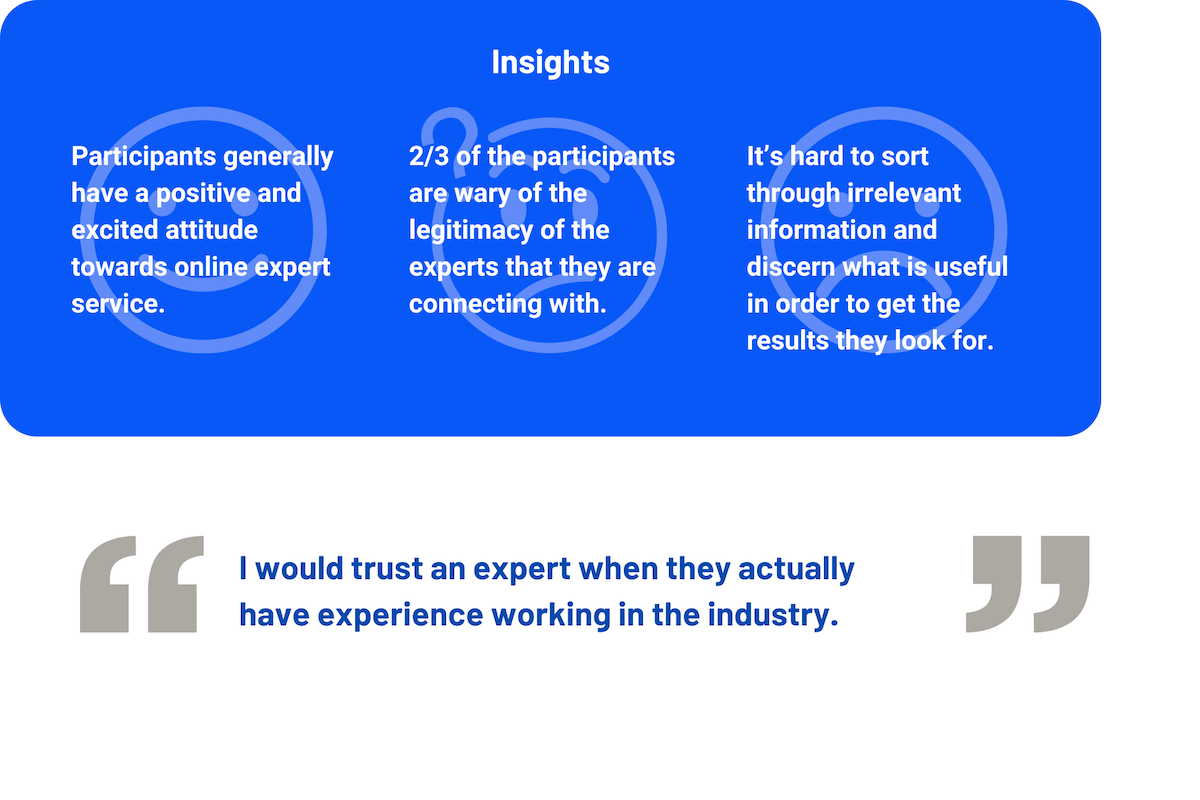 Insights
Participants generally
have a positive and
excited attitude
towards online expert
service.
2/3 of the participants
are wary of the
legitimacy of the
experts that they are
connecting with.
It’s hard to sort
through irrelevant
information and
discern what is useful
in order to get the
results they look for.
“ I would trust an expert when they actually
have experience working in the industry. ”